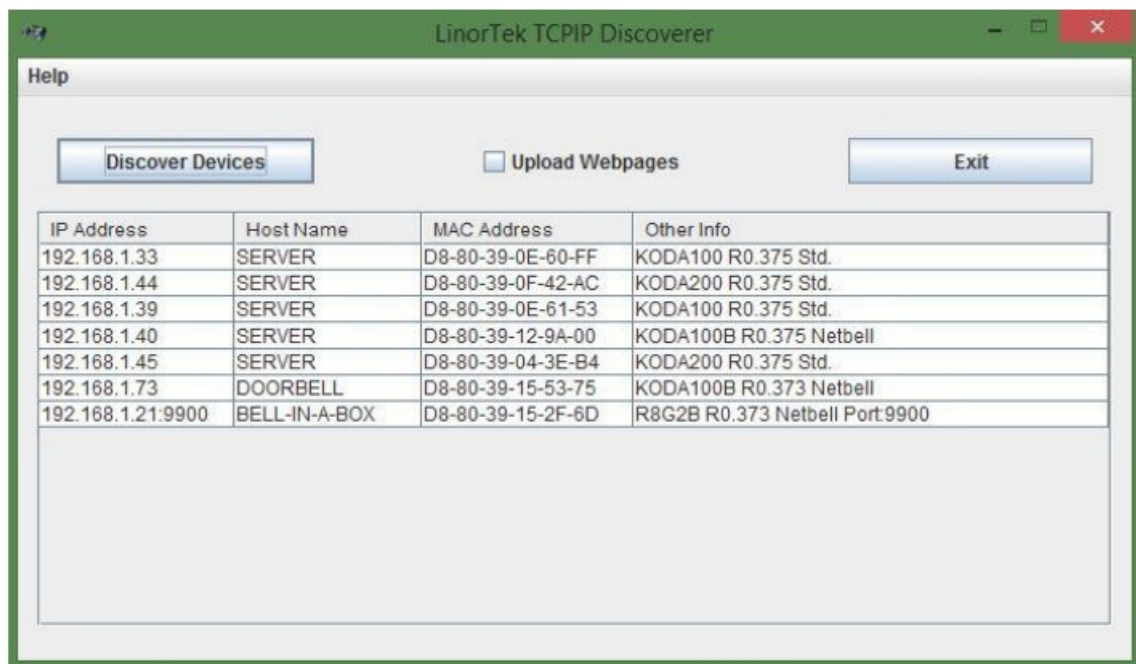 LinorTek TCPIP Discoverer
Help
Discover Devices Upload Webpages Exit
IP Address Host Name MAC Address Other Info
192.168.1.33 SERVER D8-80-39-0E-60-FF KODA100 R0.375 Std.
192.168.1.44 SERVER D8-80-39-0F-42-AC KODA200 R0.375 Std.
192.168.1.39 SERVER D8-80-39-0E-61-53 KODA100 R0.375 Std.
192.168.1.40 SERVER D8-80-39-12-9A-00 KODA100B R0.375 Netbell
192.168.1.45 SERVER D8-80-39-04-3E-B4 KODA200 R0.375 Std.
192.168.1.73 DOORBELL D8-80-39-15-53-75 KODA100B R0.373 Netbell
192.168.1.21:9900 BELL-IN-A-BOX D8-80-39-15-2F-6D R8G2B R0.373 Netbell Port:9900